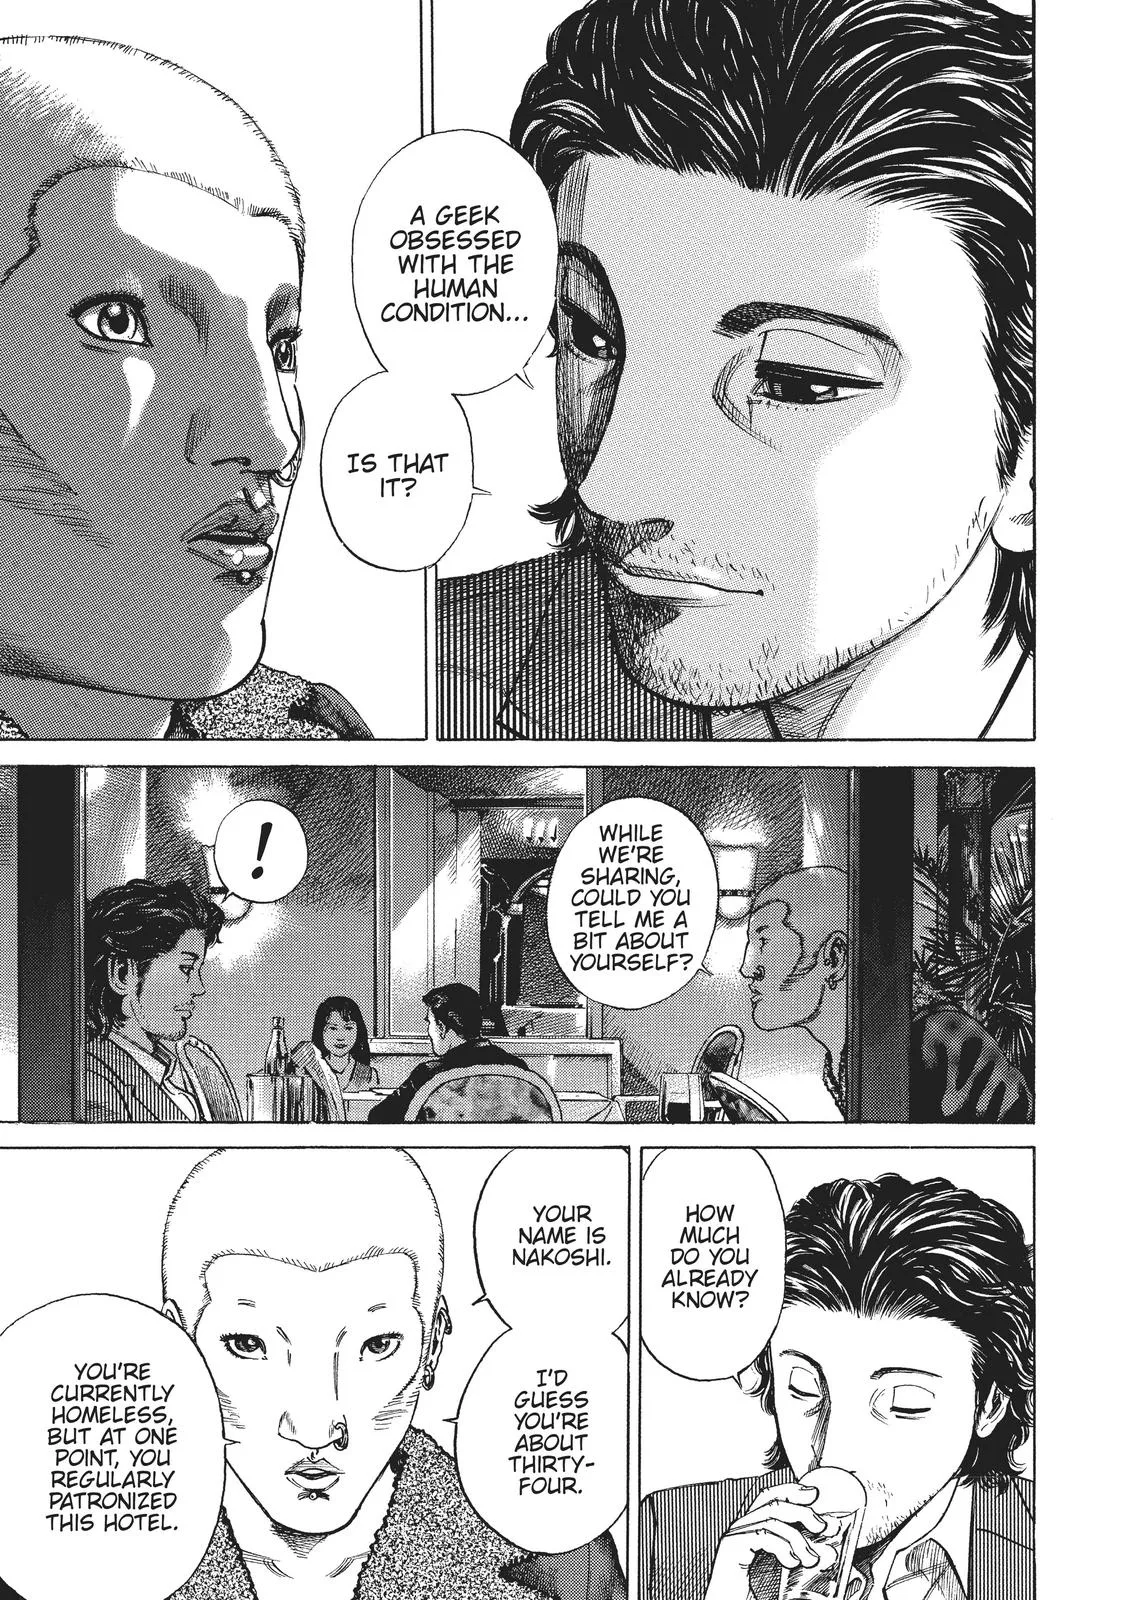 A GEEK
OBSESSED
WITH THE
HUMAN
CONDITION...
IS THAT
IT?
WHILE
WE'RE
SHARING,
COULD YOU
TELL ME A
BIT ABOUT
YOURSELF?
!
HOW
MUCH
DO YOU
ALREADY
KNOW?
YOUR
NAME IS
NAKOSHI.
I'D
GUESS
YOU'RE
ABOUT
THIRTY-
FOUR.
YOU'RE
CURRENTLY
HOMELESS,
BUT AT ONE
POINT, YOU
REGULARLY
PATRONIZED
THIS HOTEL.